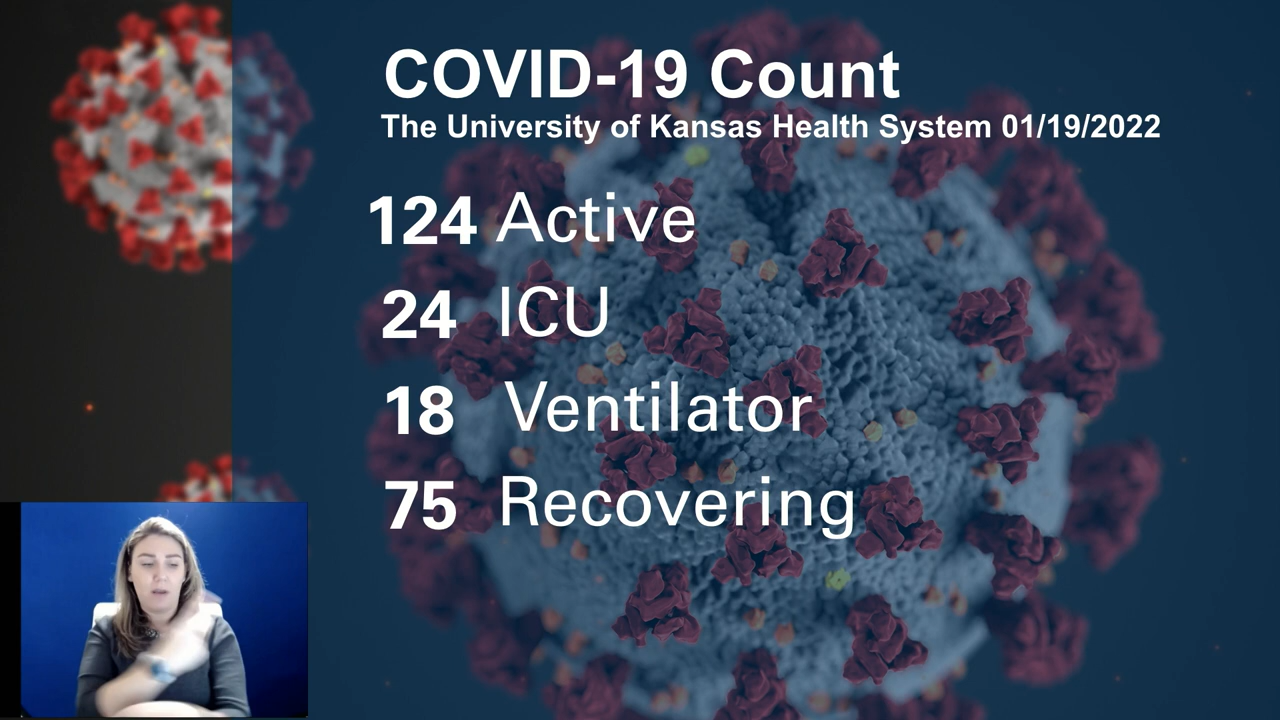 COVID-19 Count
The University of Kansas Health System 01/19/2022
124 Active
24 ICU
18 Ventilator
75 Recovering